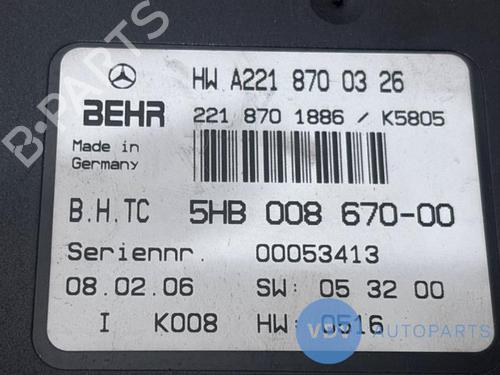 HW A221 870 03 26
BEHR 221 870 1886 / K5805
Made in
Germany
B.H.TC 5HB 008 670-00
Seriennr. 00053413
08.02.06 SW: 05 32 00
I K008 HW: 0516
VDV AUTOPARTS